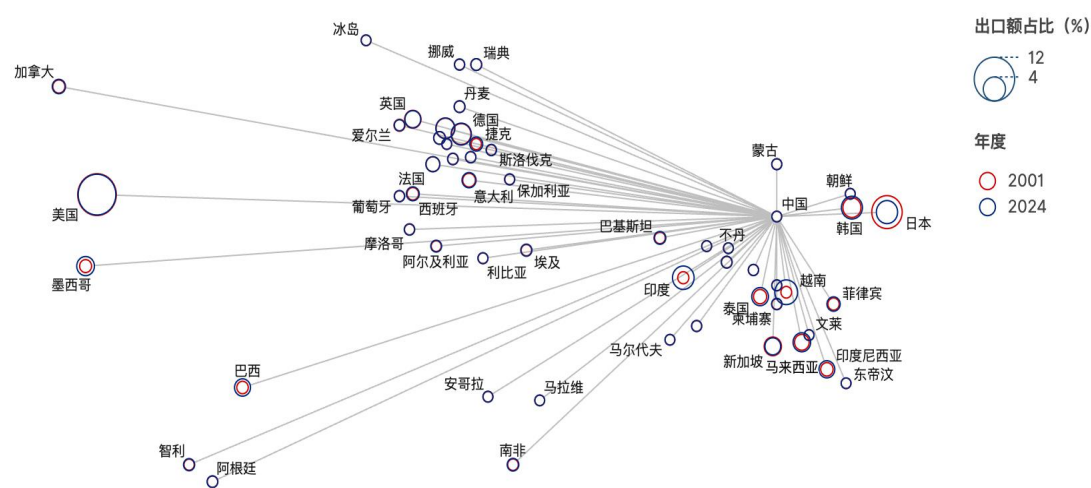 出口额占比（%）
12
4
年度
2001
2024
冰岛
挪威
瑞典
加拿大
丹麦
英国
德国
爱尔兰
捷克
斯洛伐克
蒙古
法国
保加利亚
朝鲜
意大利
中国
美国
葡萄牙
西班牙
韩国
日本
巴基斯坦
不丹
摩洛哥
阿尔及利亚
利比亚
埃及
墨西哥
印度
越南
菲律宾
泰国
柬埔寨
文莱
马尔代夫
新加坡
马来西亚
印度尼西亚
东帝汶
巴西
安哥拉
马拉维
智利
阿根廷
南非